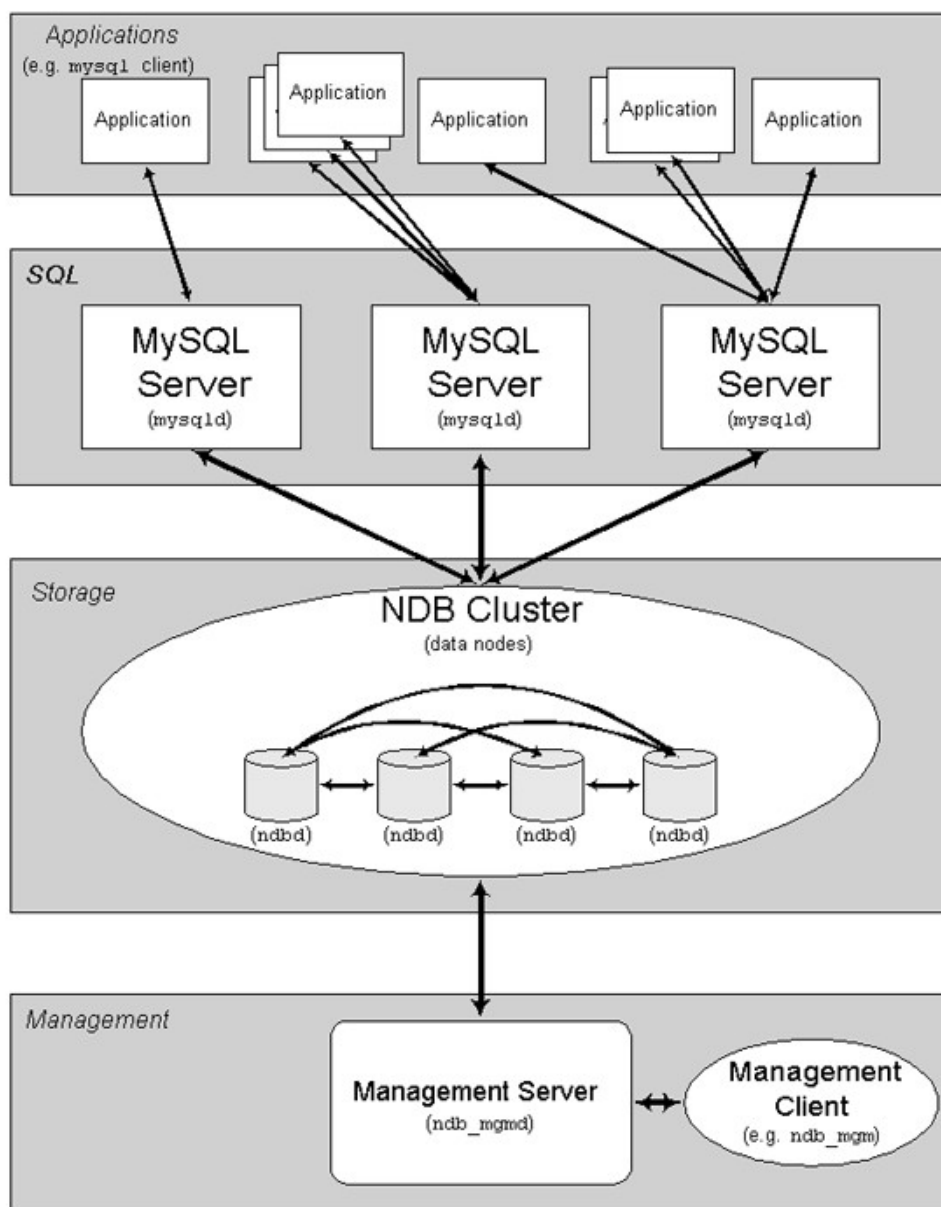 Applications
(e.g. mysql client)
Application
Application
Application
Application
Application
SQL
MySQL
Server
(mysqld)
MySQL
Server
(mysqld)
MySQL
Server
(mysqld)
Storage
NDB Cluster
(data nodes)
(ndbd)
(ndbd)
(ndbd)
(ndbd)
Management
Management Server
(ndb_mgmd)
Management
Client
(e.g. ndb_mgm)